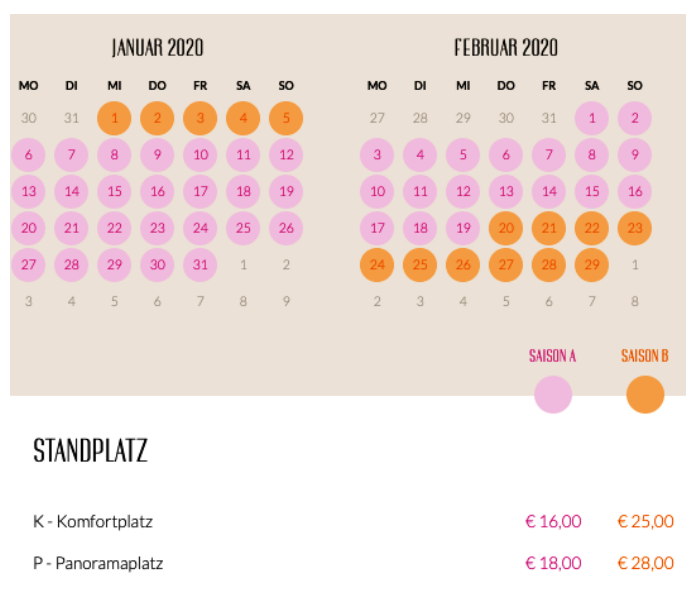 JANUAR 2020
MO DI MI DO FR SA SO
30 31 1 2 3 4 5
6 7 8 9 10 11 12
13 14 15 16 17 18 19
20 21 22 23 24 25 26
27 28 29 30 31 1 2
3 4 5 6 7 8 9
FEBRUAR 2020
MO DI MI DO FR SA SO
27 28 29 30 31 1 2
3 4 5 6 7 8 9
10 11 12 13 14 15 16
17 18 19 20 21 22 23
24 25 26 27 28 29 1
2 3 4 5 6 7 8
SAISON A SAISON B
STANDPLATZ
K - Komfortplatz € 16,00 € 25,00
P - Panoramaplatz € 18,00 € 28,00